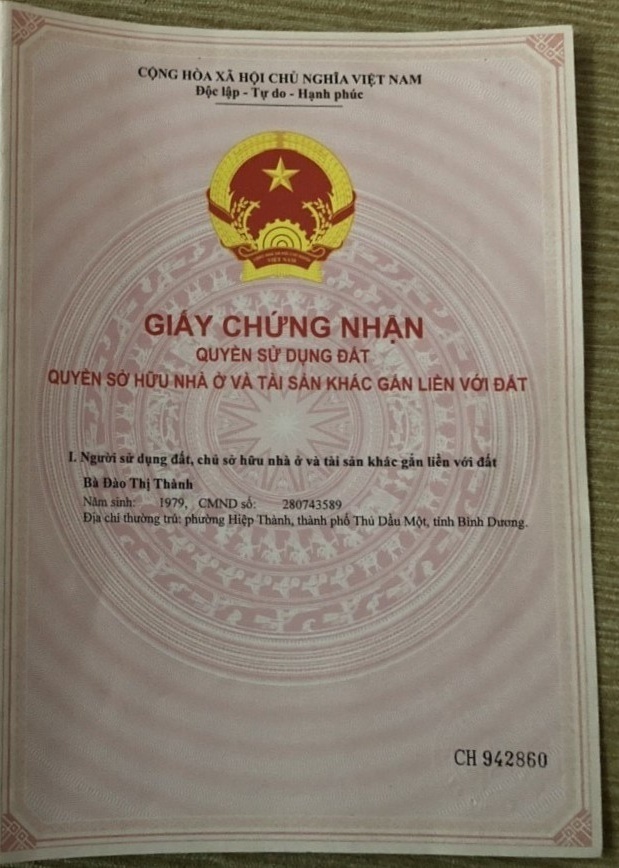 CỘNG HÒA XÃ HỘI CHỦ NGHĨA VIỆT NAM
Độc lập - Tự do - Hạnh phúc
VIỆT NAM
GIẤY CHỨNG NHẬN
QUYỀN SỬ DỤNG ĐẤT
QUYỀN SỞ HỮU NHÀ Ở VÀ TÀI SẢN KHÁC GẮN LIỀN VỚI ĐẤT
I. Người sử dụng đất, chủ sở hữu nhà ở và tài sản khác gắn liền với đất
Bà Đào Thị Thành
Năm sinh: 1979, CMND số: 280743589
Địa chỉ thường trú: phường Hiệp Thành, thành phố Thủ Dầu Một, tỉnh Bình Dương.
CH 942860